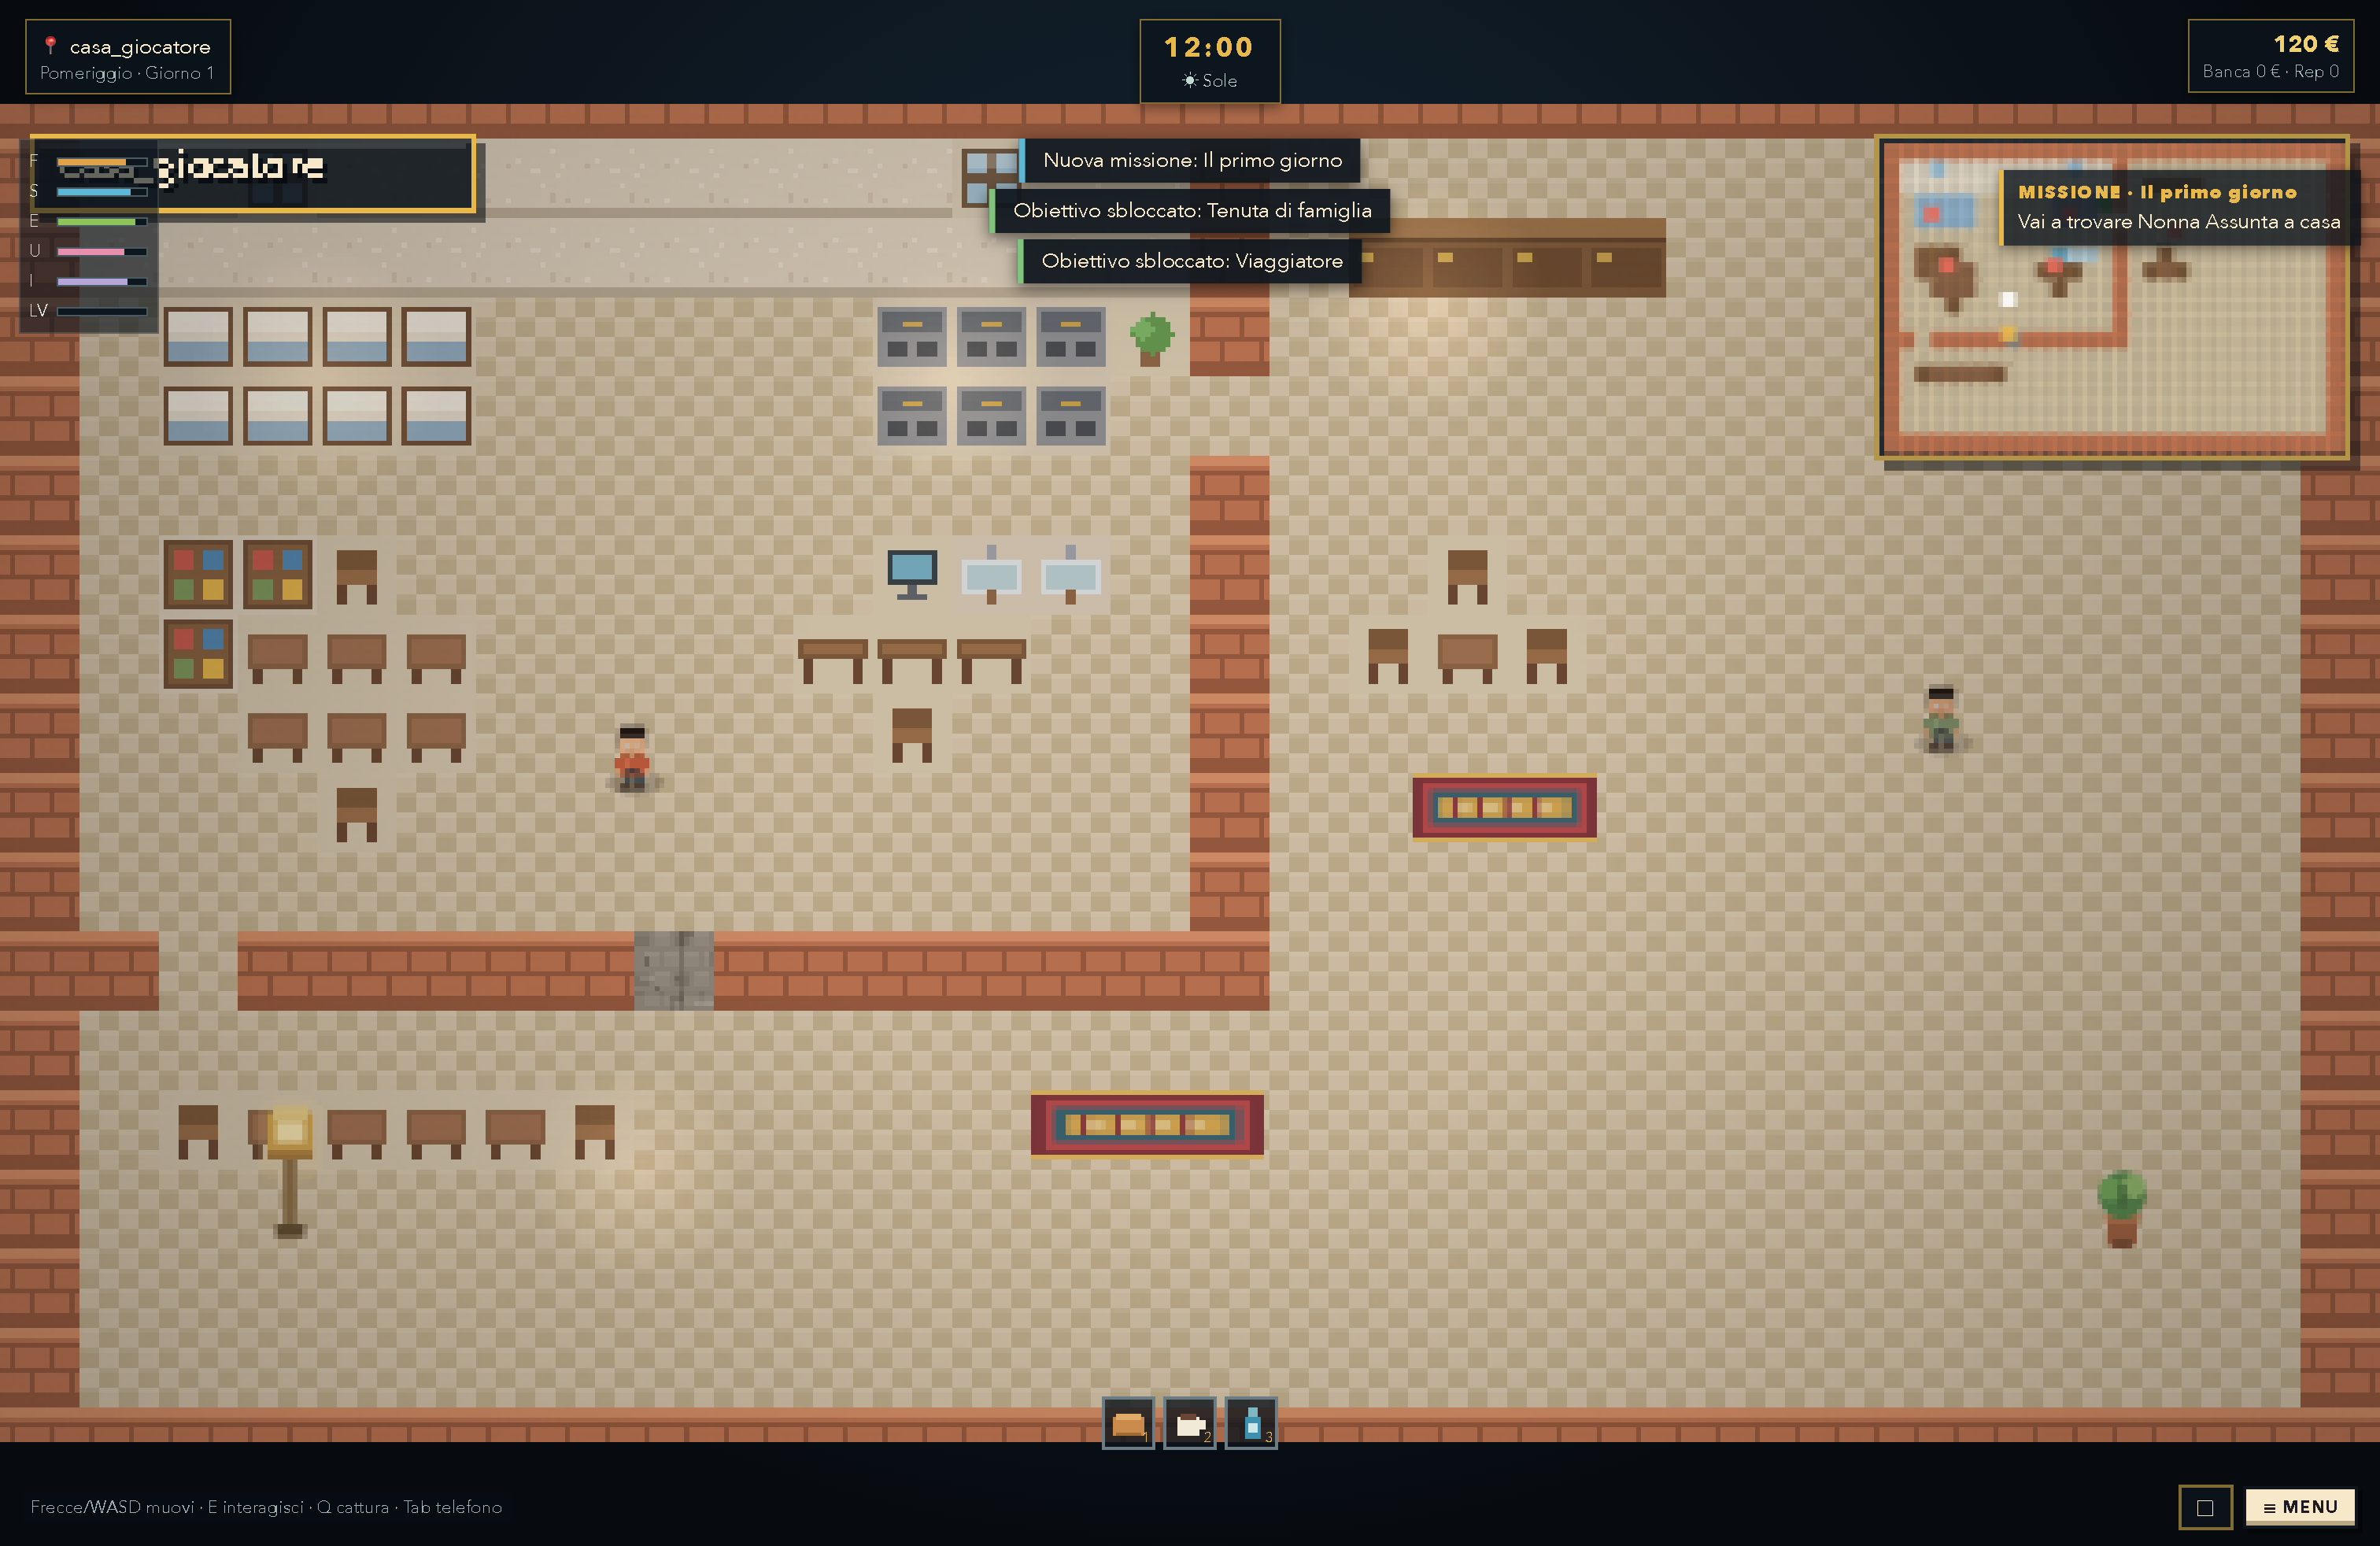 casa_giocatore
Pomeriggio · Giorno 1
12:00
☀ Sole
120 €
Banca 0 € · Rep 0
giocatore
F
S
E
U
I
LV
Nuova missione: Il primo giorno
Obiettivo sbloccato: Tenuta di famiglia
Obiettivo sbloccato: Viaggiatore
MISSIONE · Il primo giorno
Vai a trovare Nonna Assunta a casa
1
2
3
Frecce/WASD muovi · E interagisci · Q cattura · Tab telefono
≡ MENU